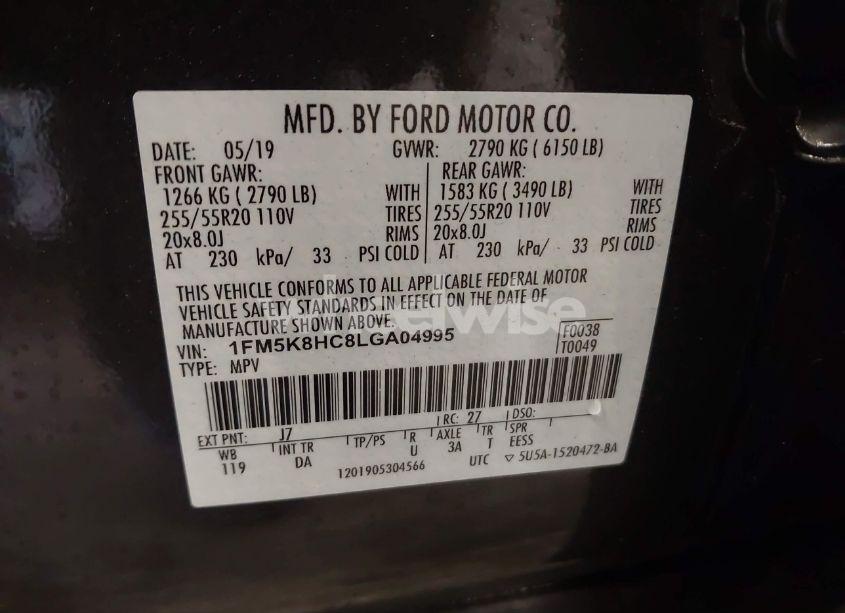 MFD. BY FORD MOTOR CO.
DATE: 05/19 GVWR: 2790 KG ( 6150 LB)
FRONT GAWR: REAR GAWR:
1266 KG ( 2790 LB) WITH 1583 KG ( 3490 LB) WITH
255/55R20 110V TIRES 255/55R20 110V TIRES
20x8.0J RIMS 20x8.0J RIMS
AT 230 kPa/ 33 PSI COLD AT 230 kPa/ 33 PSI COLD
THIS VEHICLE CONFORMS TO ALL APPLICABLE FEDERAL MOTOR
VEHICLE SAFETY STANDARDS IN EFFECT ON THE DATE OF
MANUFACTURE SHOWN ABOVE.
VIN: 1FM5K8HC8LGA04995 F0038
TYPE: MPV T0049
RC: 27 DSO:
EXT PNT: J7
WB INT TR TP/PS R AXLE TR SPR
119 DA U 3A T EESS
1201905304566 UTC ▽ 5U5A-1520472-BA